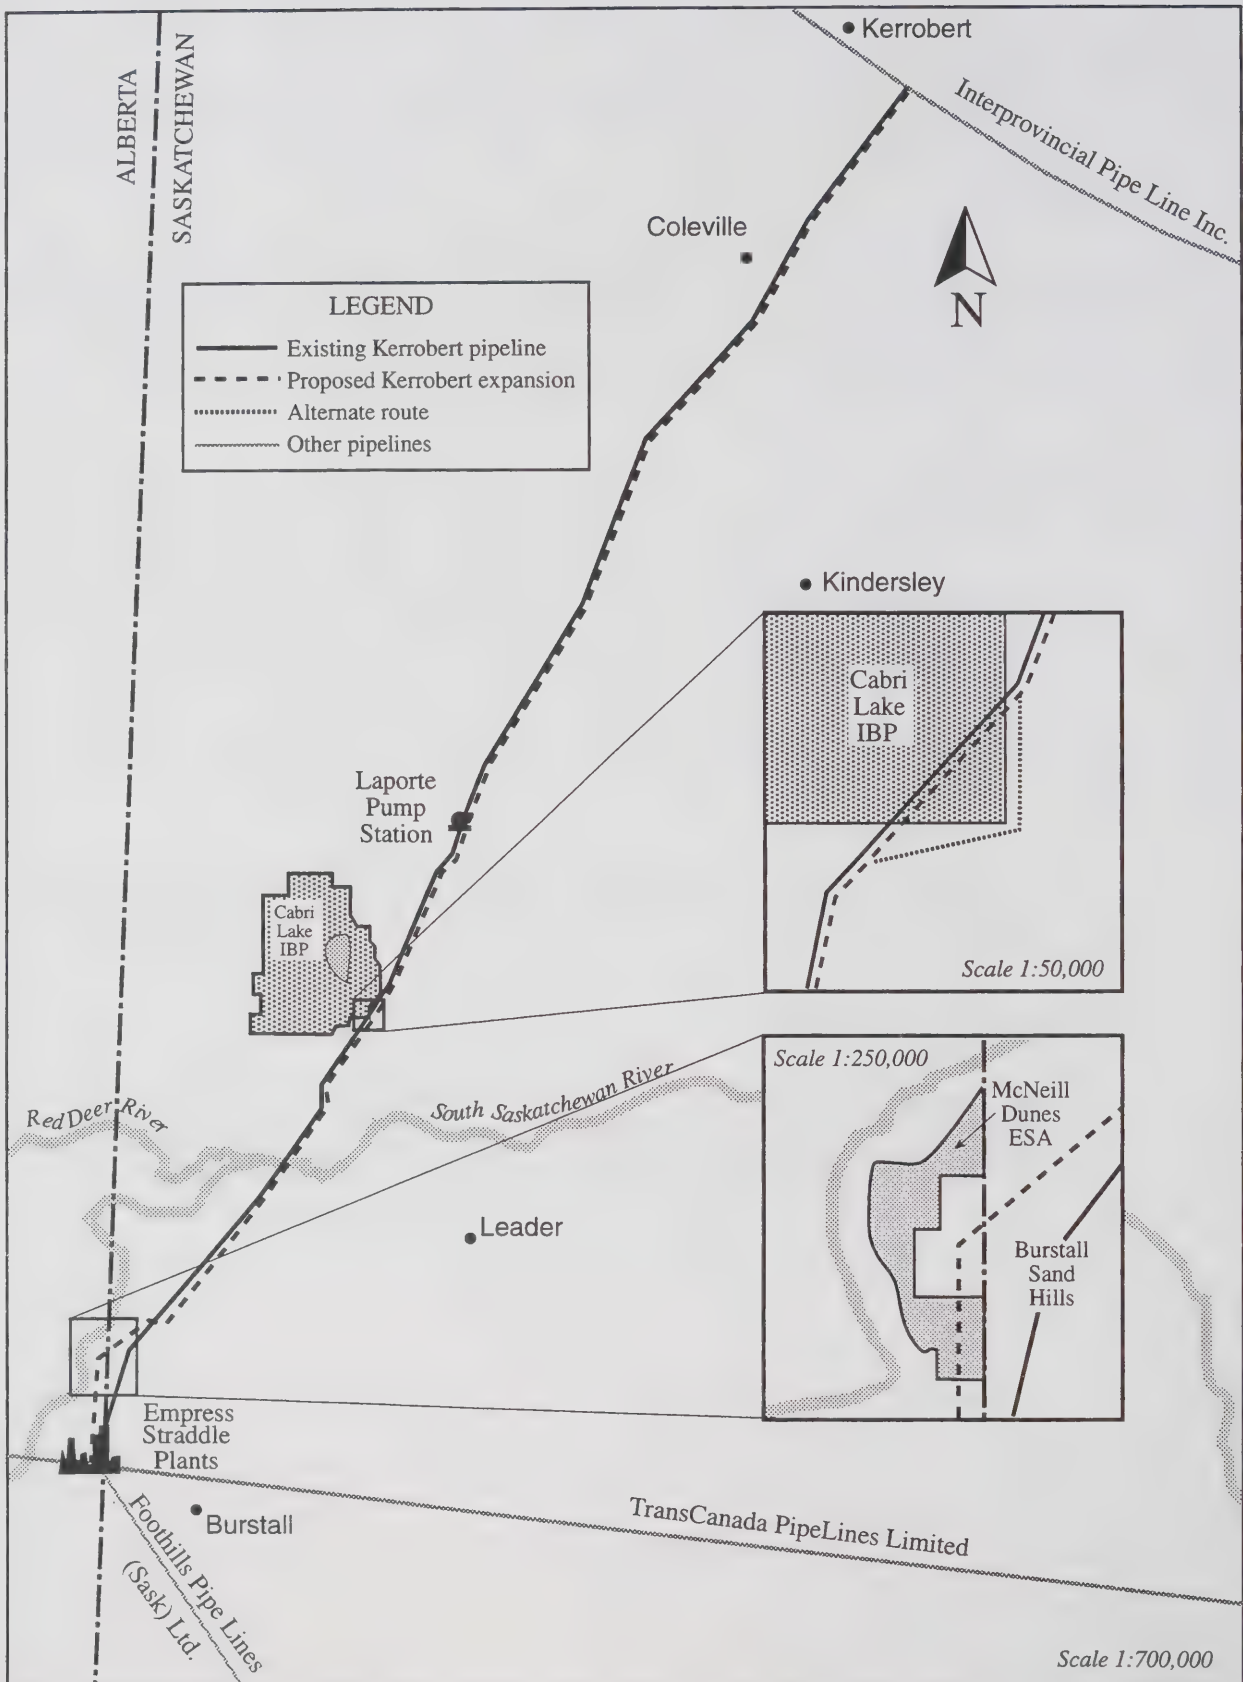 Kerrobert
Interprovincial Pipe Line Inc.
ALBERTA
SASKATCHEWAN
Coleville
N
LEGEND
Existing Kerrobert pipeline
Proposed Kerrobert expansion
Alternate route
Other pipelines
Kindersley
Cabri
Lake
IBP
Scale 1:50,000
Laporte
Pump
Station
Cabri
Lake
IBP
Red Deer River
South Saskatchewan River
Scale 1:250,000
McNeill
Dunes
ESA
Burstall
Sand
Hills
Leader
Empress
Straddle
Plants
Burstall
TransCanada PipeLines Limited
Foothills Pipe Lines
(Sask) Ltd.
Scale 1:700,000